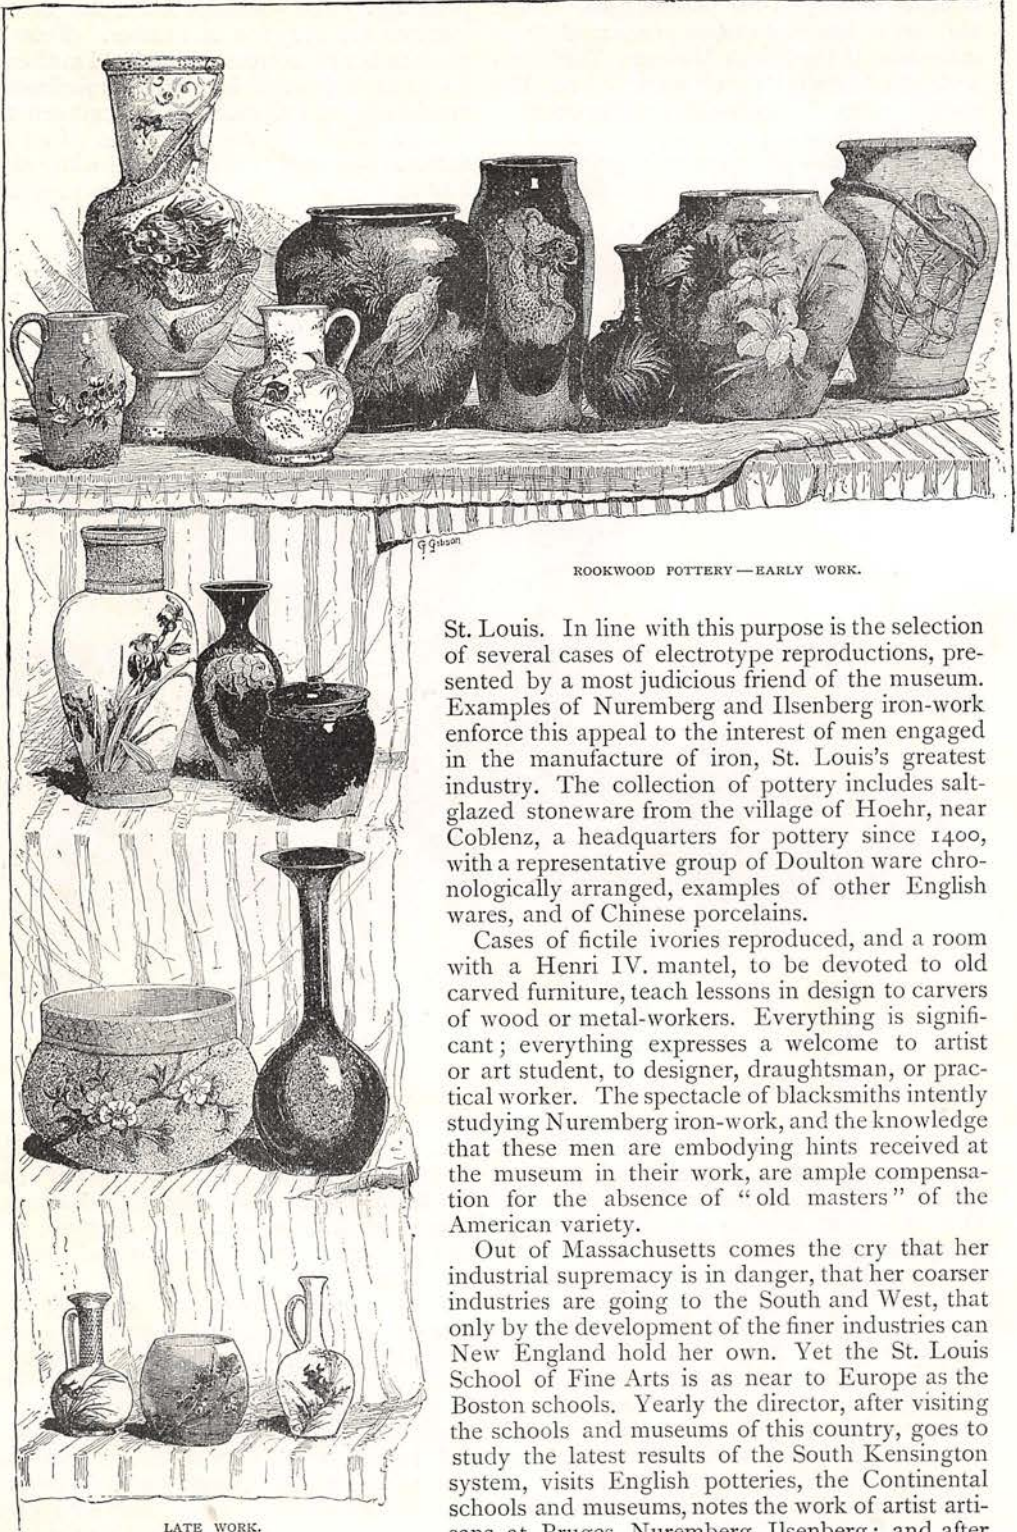 G Gibson
ROOKWOOD POTTERY — EARLY WORK.
St. Louis. In line with this purpose is the selection
of several cases of electrotype reproductions, pre-
sented by a most judicious friend of the museum.
Examples of Nuremberg and Ilsenberg iron-work
enforce this appeal to the interest of men engaged
in the manufacture of iron, St. Louis's greatest
industry. The collection of pottery includes salt-
glazed stoneware from the village of Hoehr, near
Coblenz, a headquarters for pottery since 1400,
with a representative group of Doulton ware chro-
nologically arranged, examples of other English
wares, and of Chinese porcelains.
Cases of fictile ivories reproduced, and a room
with a Henri IV. mantel, to be devoted to old
carved furniture, teach lessons in design to carvers
of wood or metal-workers. Everything is signifi-
cant; everything expresses a welcome to artist
or art student, to designer, draughtsman, or prac-
tical worker. The spectacle of blacksmiths intently
studying Nuremberg iron-work, and the knowledge
that these men are embodying hints received at
the museum in their work, are ample compensa-
tion for the absence of "old masters" of the
American variety.
Out of Massachusetts comes the cry that her
industrial supremacy is in danger, that her coarser
industries are going to the South and West, that
only by the development of the finer industries can
New England hold her own. Yet the St. Louis
School of Fine Arts is as near to Europe as the
Boston schools. Yearly the director, after visiting
the schools and museums of this country, goes to
study the latest results of the South Kensington
system, visits English potteries, the Continental
schools and museums, notes the work of artist arti-
sans at Bruges, Nuremberg, Ilsenberg; and after
LATE WORK.